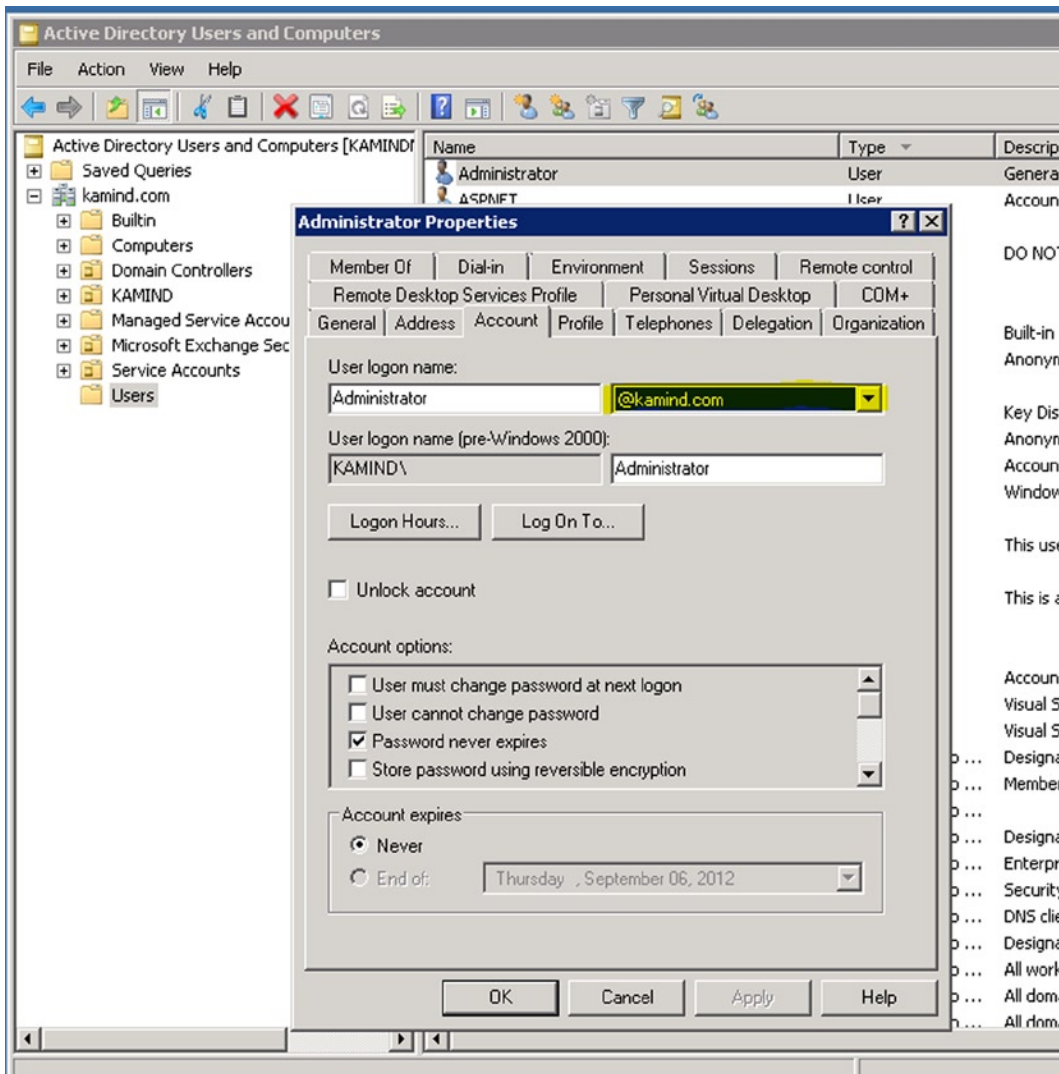 Active Directory Users and Computers
File Action View Help
Active Directory Users and Computers [KAMINDI
Saved Queries
kamind.com
Builtin
Computers
Domain Controllers
KAMIND
Managed Service Accou
Microsoft Exchange Sec
Service Accounts
Users
Name Type Descrip
Administrator User Genera
ASPNET User Accoun
DO NOT
Built-in
Anonym
Key Dis
Anonym
Accoun
Window
This use
This is a
Accoun
Visual S
Visual S
Designa
Member
Designa
Enterpr
Security
DNS clie
Designa
All work
All doma
All doma
Administrator Properties
Member Of Dial-in Environment Sessions Remote control
Remote Desktop Services Profile Personal Virtual Desktop COM+
General Address Account Profile Telephones Delegation Organization
User logon name:
Administrator @kamind.com
User logon name (pre-Windows 2000):
KAMIND\ Administrator
Logon Hours... Log On To...
Unlock account
Account options:
User must change password at next logon
User cannot change password
Password never expires
Store password using reversible encryption
Account expires
Never
End of: Thursday , September 06, 2012
OK Cancel Apply Help